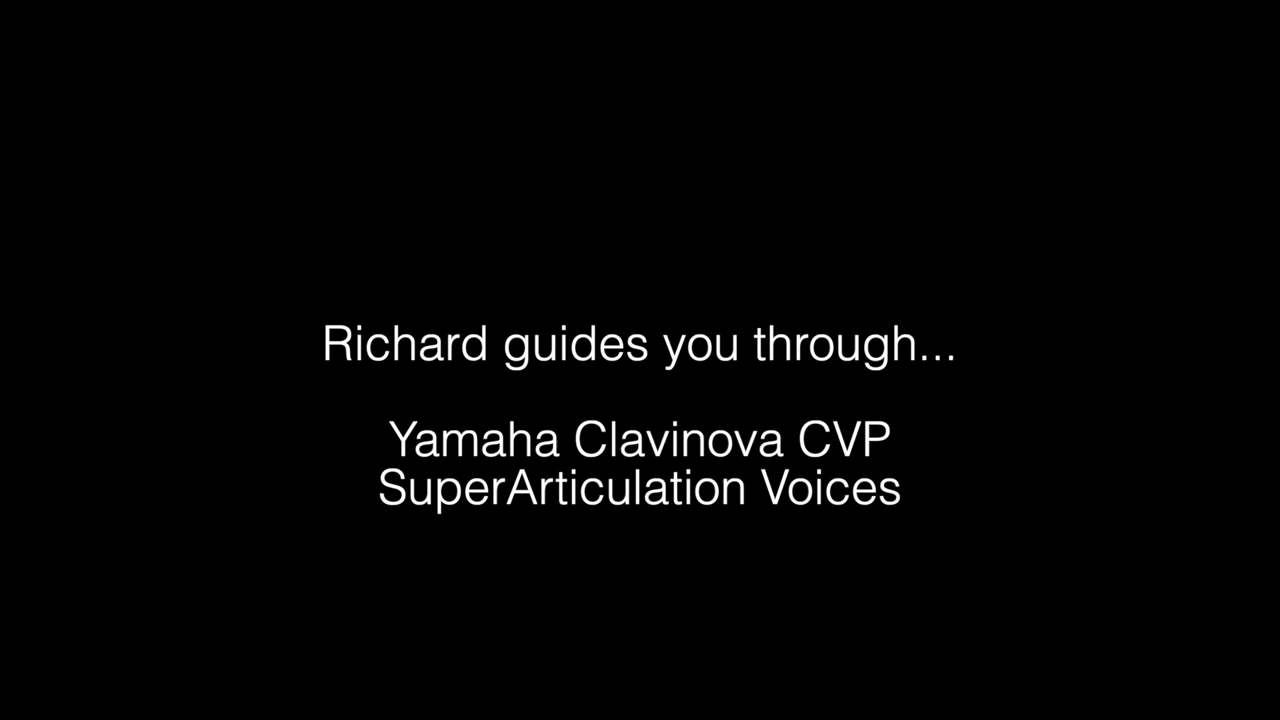 Richard guides you through...
Yamaha Clavinova CVP
SuperArticulation Voices